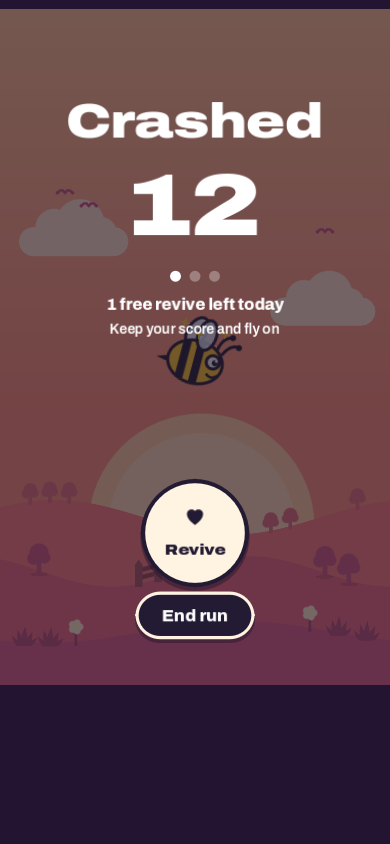 Crashed
12
1 free revive left today
Keep your score and fly on
Revive
End run